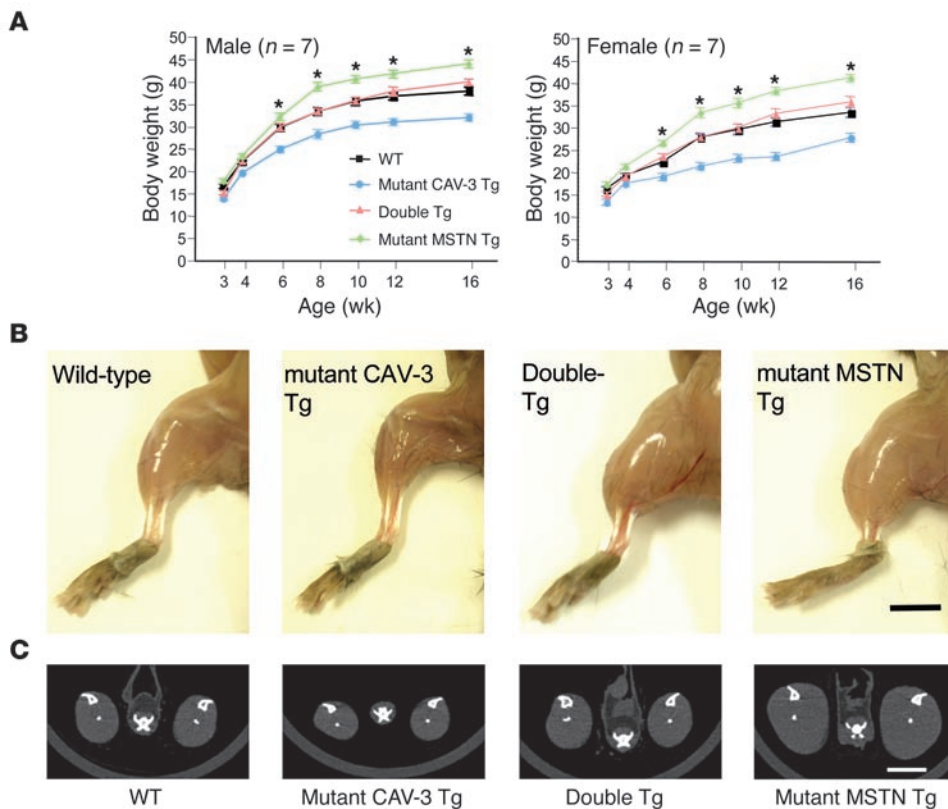 A
Male (n = 7)
Body weight (g)
50
45
40
35
30
25
20
15
10
5
0
3 4 6 8 10 12 16
Age (wk)
WT
Mutant CAV-3 Tg
Double Tg
Mutant MSTN Tg
* * * * *
Female (n = 7)
Body weight (g)
50
45
40
35
30
25
20
15
10
5
0
3 4 6 8 10 12 16
Age (wk)
* * * * *
B
Wild-type
mutant CAV-3
Tg
Double-
Tg
mutant MSTN
Tg
C
WT
Mutant CAV-3 Tg
Double Tg
Mutant MSTN Tg